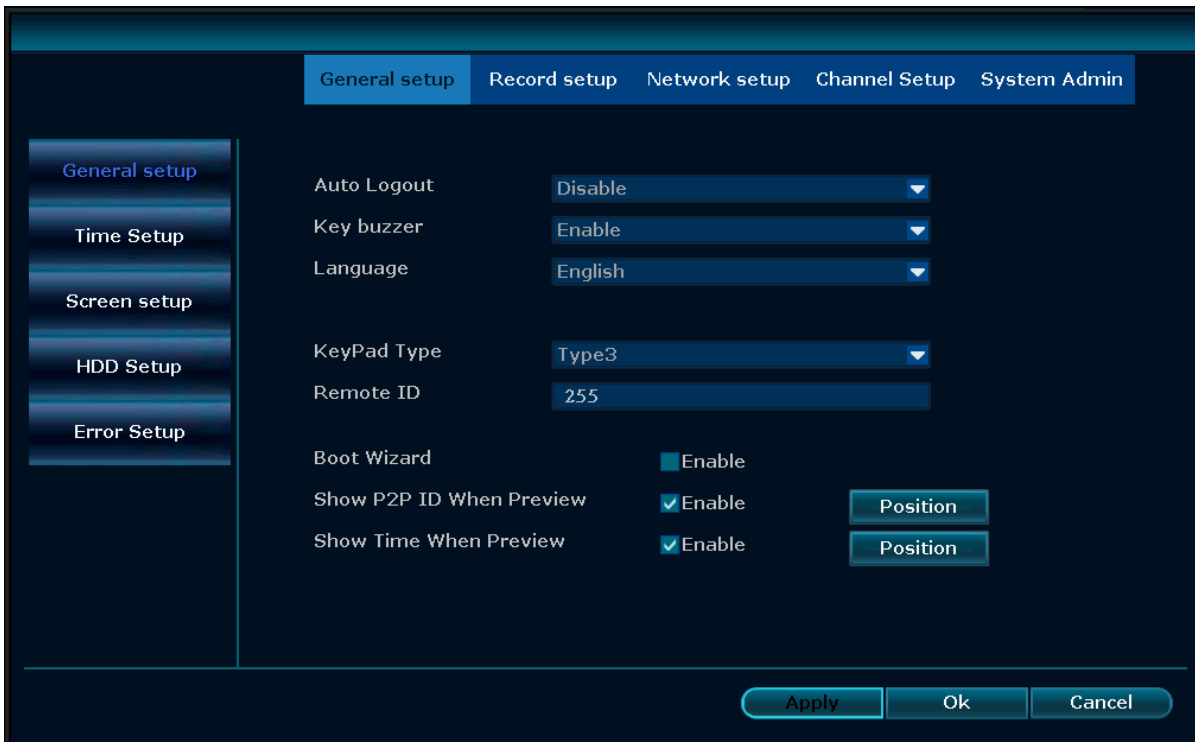 General setup Record setup Network setup Channel Setup System Admin
General setup
Time Setup
Screen setup
HDD Setup
Error Setup
Auto Logout Disable
Key buzzer Enable
Language English
KeyPad Type Type3
Remote ID 255
Boot Wizard Enable
Show P2P ID When Preview Enable Position
Show Time When Preview Enable Position
Apply Ok Cancel